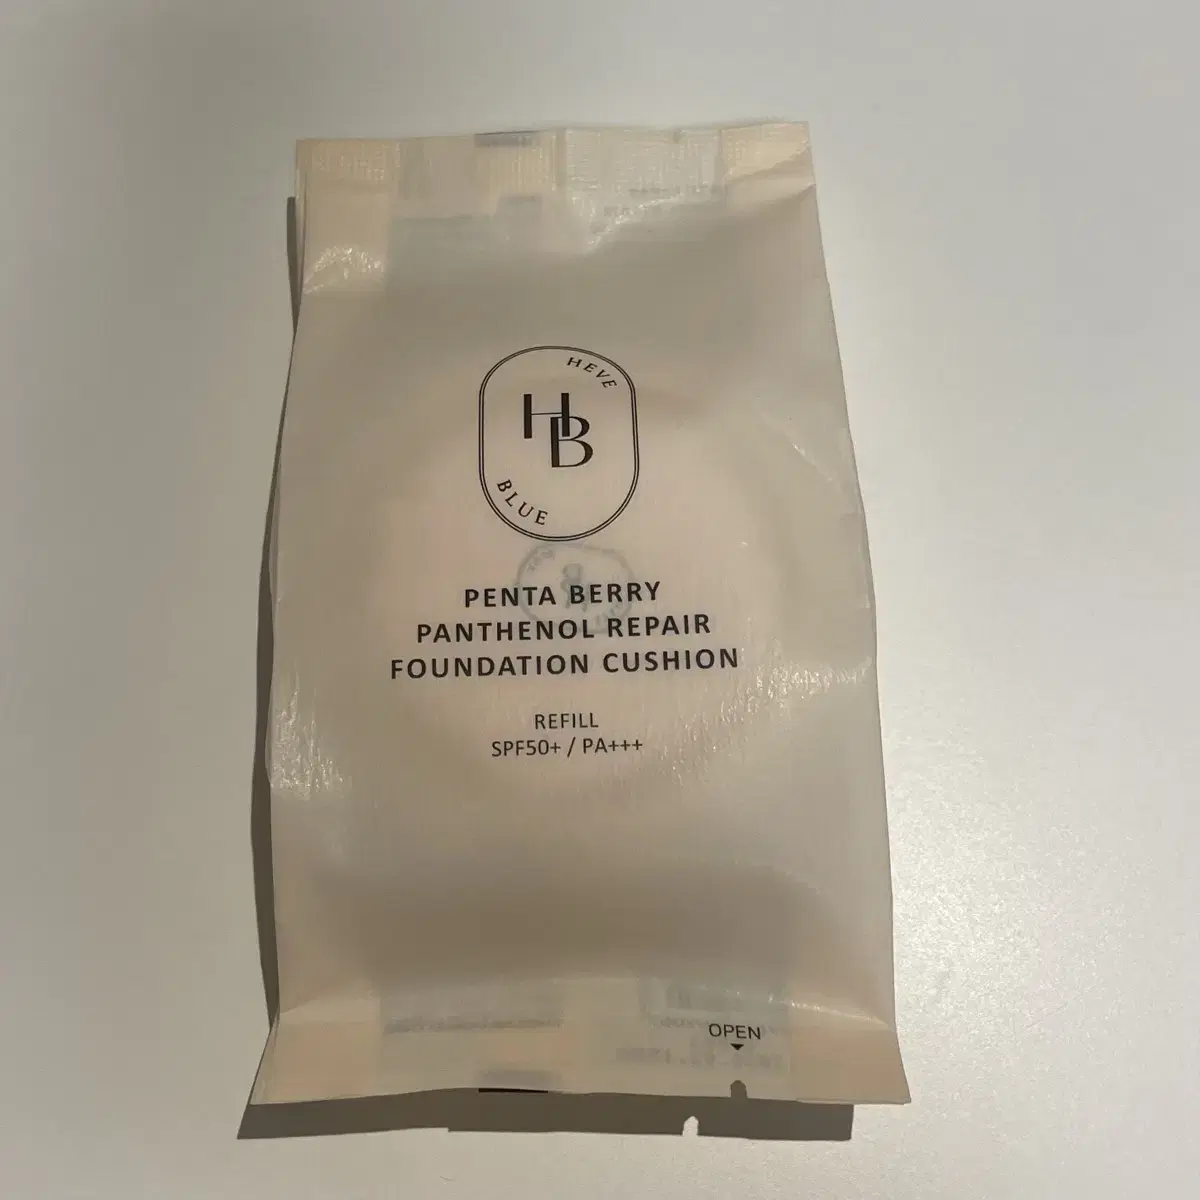 HEVE
HB
BLUE
PENTA BERRY
PANTHENOL REPAIR
FOUNDATION CUSHION
REFILL
SPF50+ / PA+++
OPEN